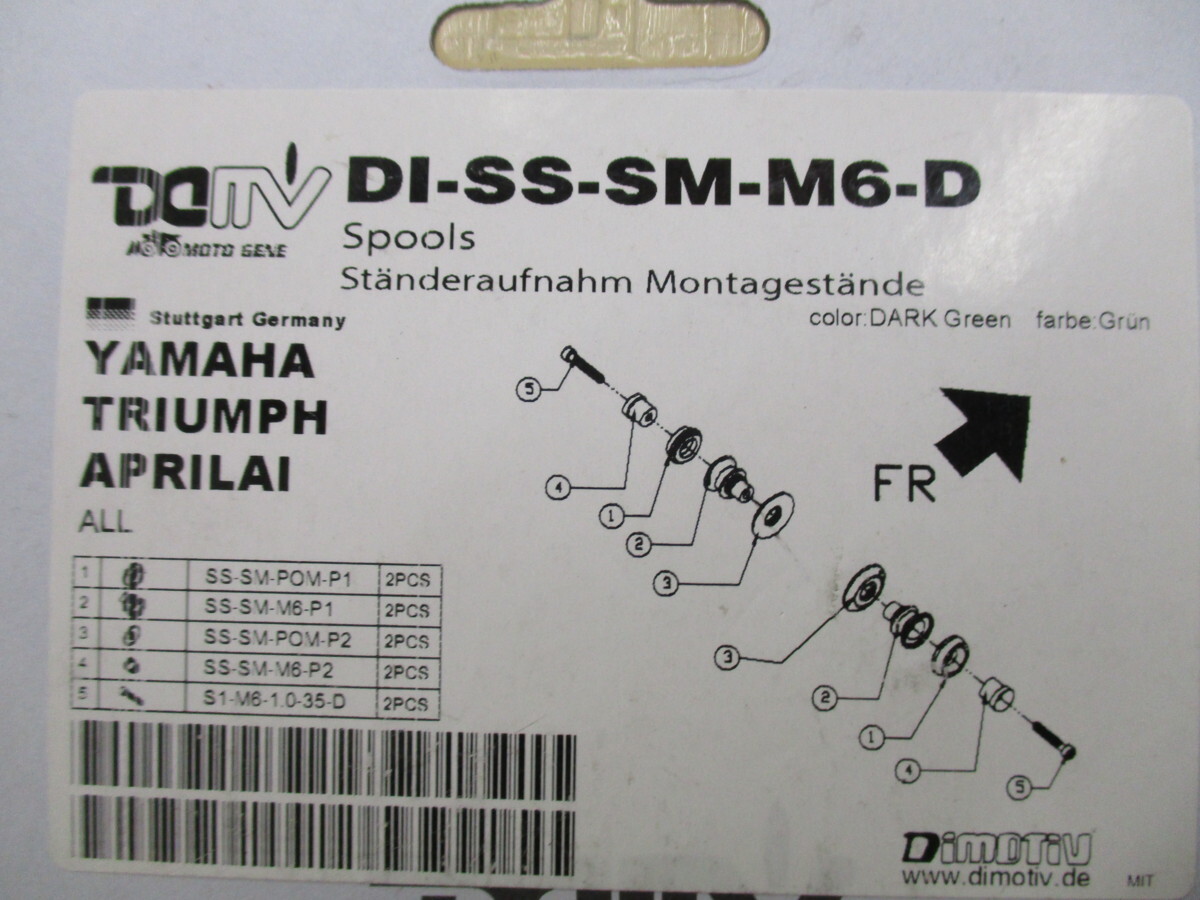 DMV
DI-SS-SM-M6-D
MOTO MOTO GENE
Spools
Ständeraufnahm Montagestände
color:DARK Green farbe:Grün
Stuttgart Germany
YAMAHA
TRIUMPH
APRILAI
ALL
1 SS-SM-POM-P1 2PCS
2 SS-SM-M6-P1 2PCS
3 SS-SM-POM-P2 2PCS
4 SS-SM-M6-P2 2PCS
5 S1-M6-1.0-35-D 2PCS
5
4
1
2
3
FR
3
2
1
4
5
DiMOTiV
www.dimotiv.de
MIT